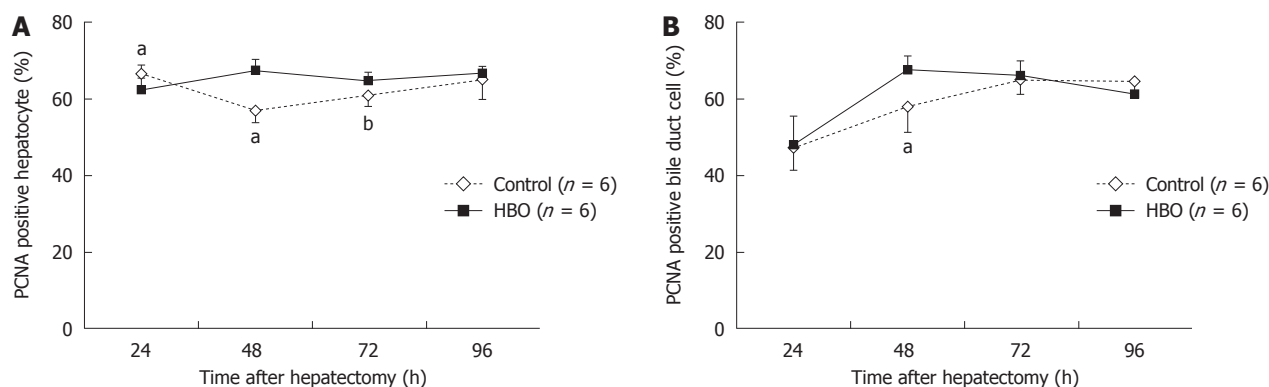 A
PCNA positive hepatocyte (%)
80
60
40
20
0
a
a
b
Control (n = 6)
HBO (n = 6)
24 48 72 96
Time after hepatectomy (h)
B
PCNA positive bile duct cell (%)
80
60
40
20
0
a
Control (n = 6)
HBO (n = 6)
24 48 72 96
Time after hepatectomy (h)